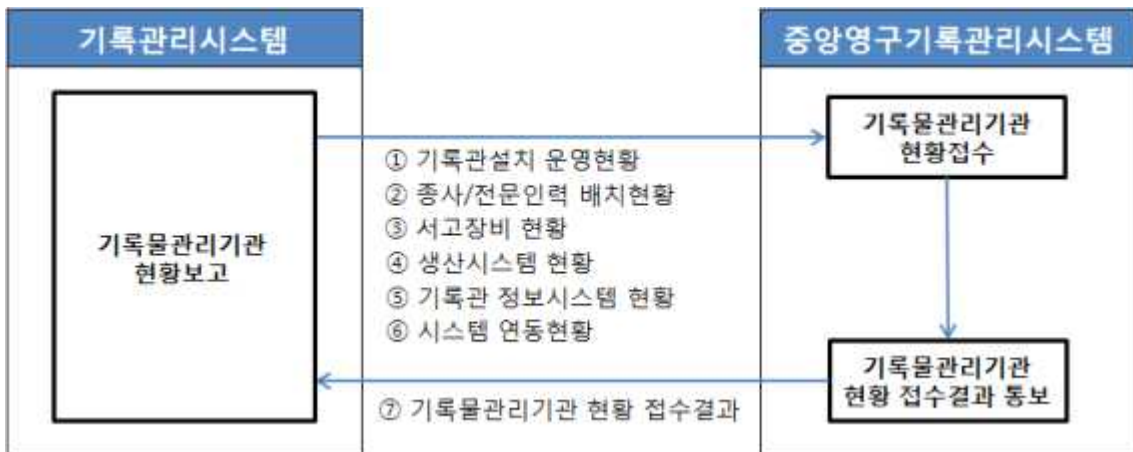 기록관리시스템
중앙영구기록관리시스템
기록물관리기관
현황보고
① 기록관설치 운영현황
② 종사/전문인력 배치현황
③ 서고장비 현황
④ 생산시스템 현황
⑤ 기록관 정보시스템 현황
⑥ 시스템 연동현황
⑦ 기록물관리기관 현황 접수결과
기록물관리기관
현황접수
기록물관리기관
현황 접수결과 통보